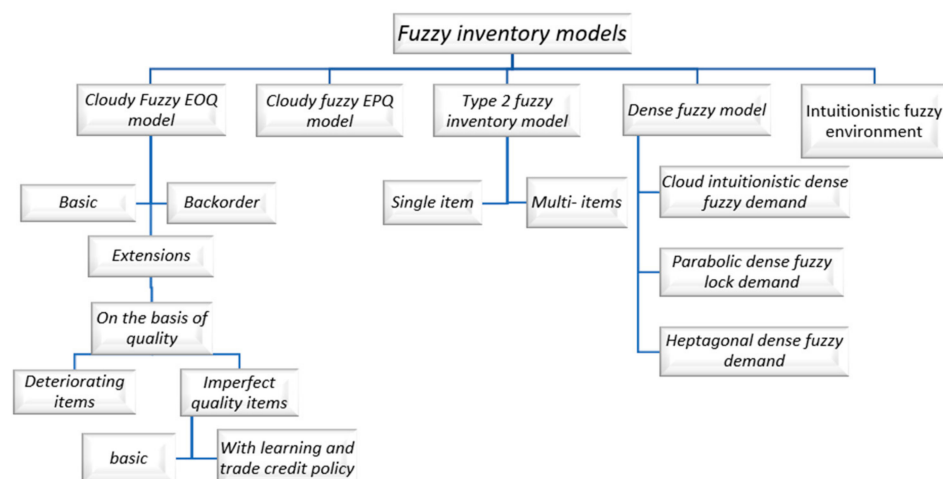 Fuzzy inventory models
Cloudy Fuzzy EOQ
model
Cloudy fuzzy EPQ
model
Type 2 fuzzy
inventory model
Dense fuzzy model
Intuitionistic fuzzy
environment
Basic
Backorder
Single item
Multi- items
Cloud intuitionistic dense
fuzzy demand
Extensions
Parabolic dense fuzzy
lock demand
On the basis of
quality
Heptagonal dense fuzzy
demand
Deteriorating
items
Imperfect
quality items
basic
With learning and
trade credit policy